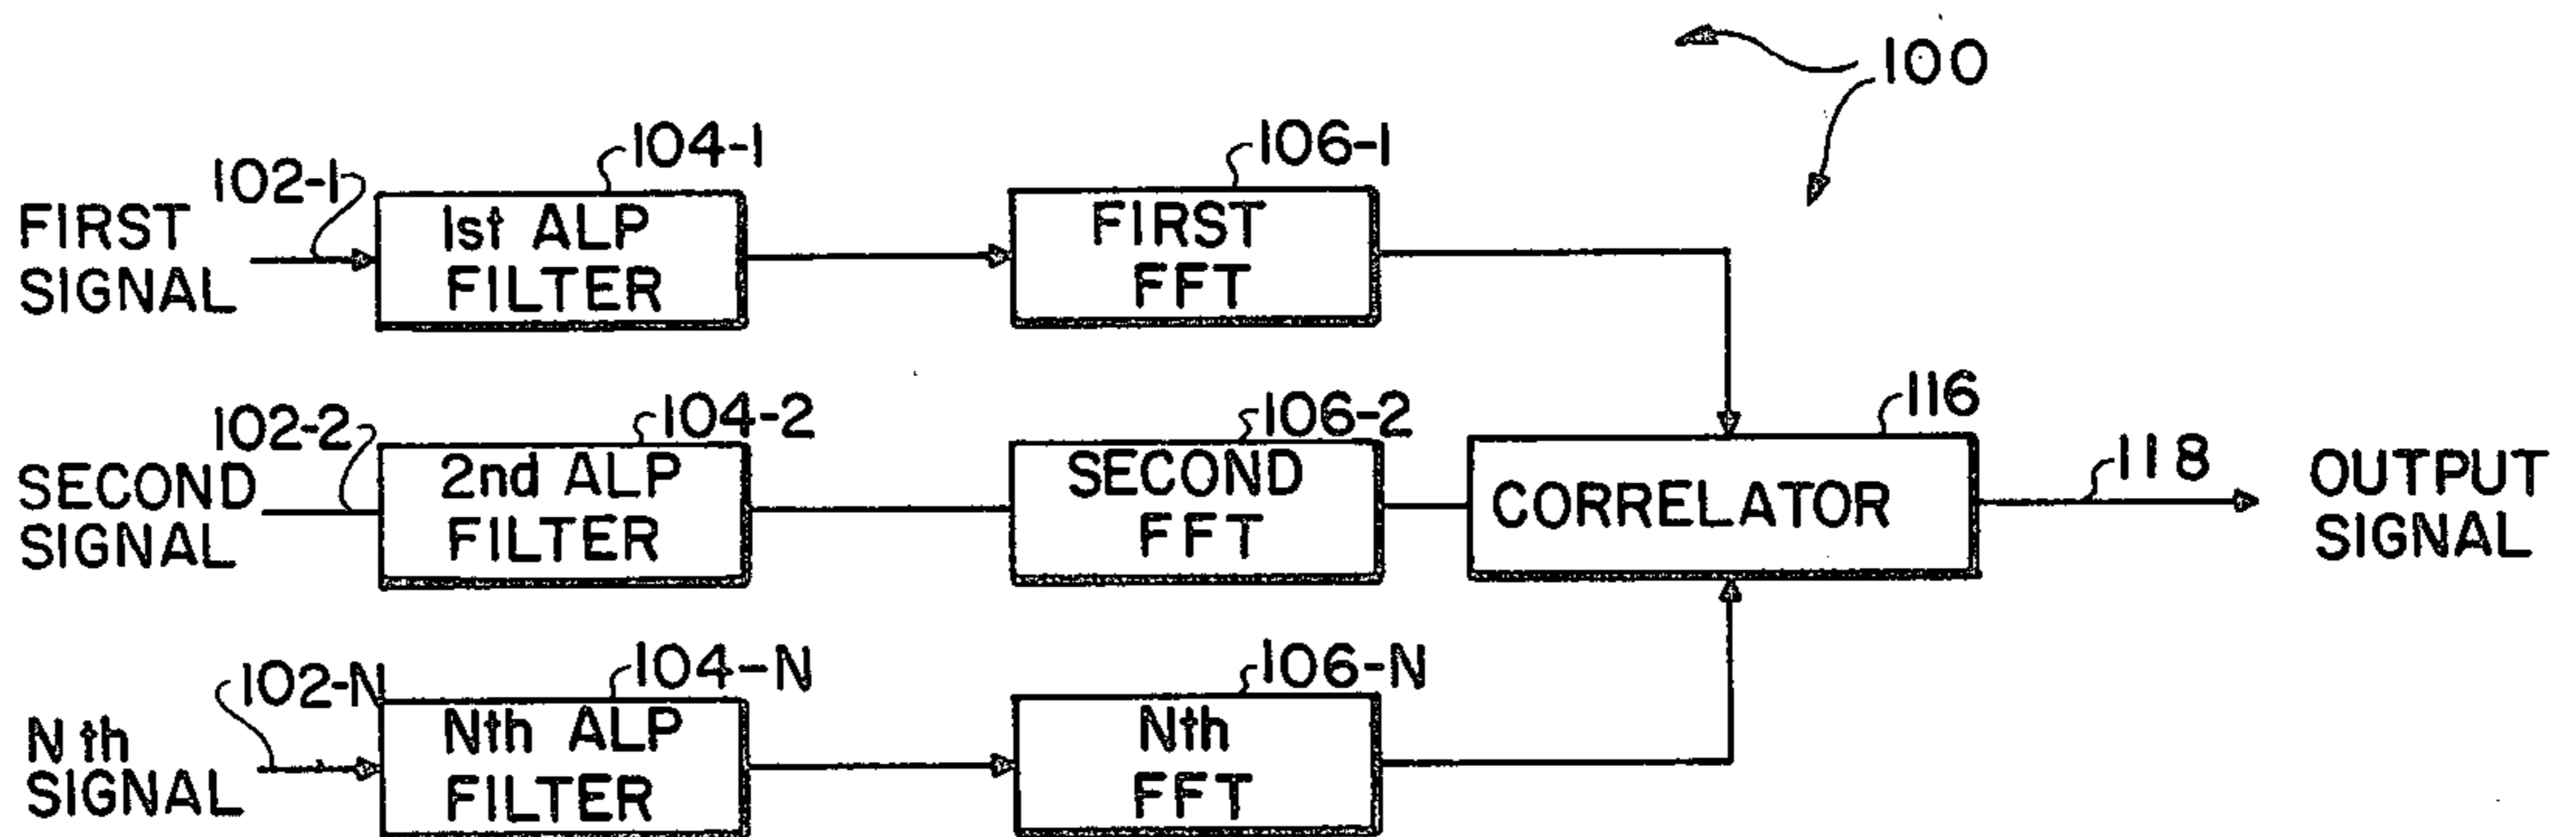 100
102-1
104-1
106-1
FIRST
SIGNAL
1st ALP
FILTER
FIRST
FFT
102-2
104-2
106-2
116
118
SECOND
SIGNAL
2nd ALP
FILTER
SECOND
FFT
CORRELATOR
OUTPUT
SIGNAL
102-N
104-N
106-N
Nth
SIGNAL
Nth ALP
FILTER
Nth
FFT